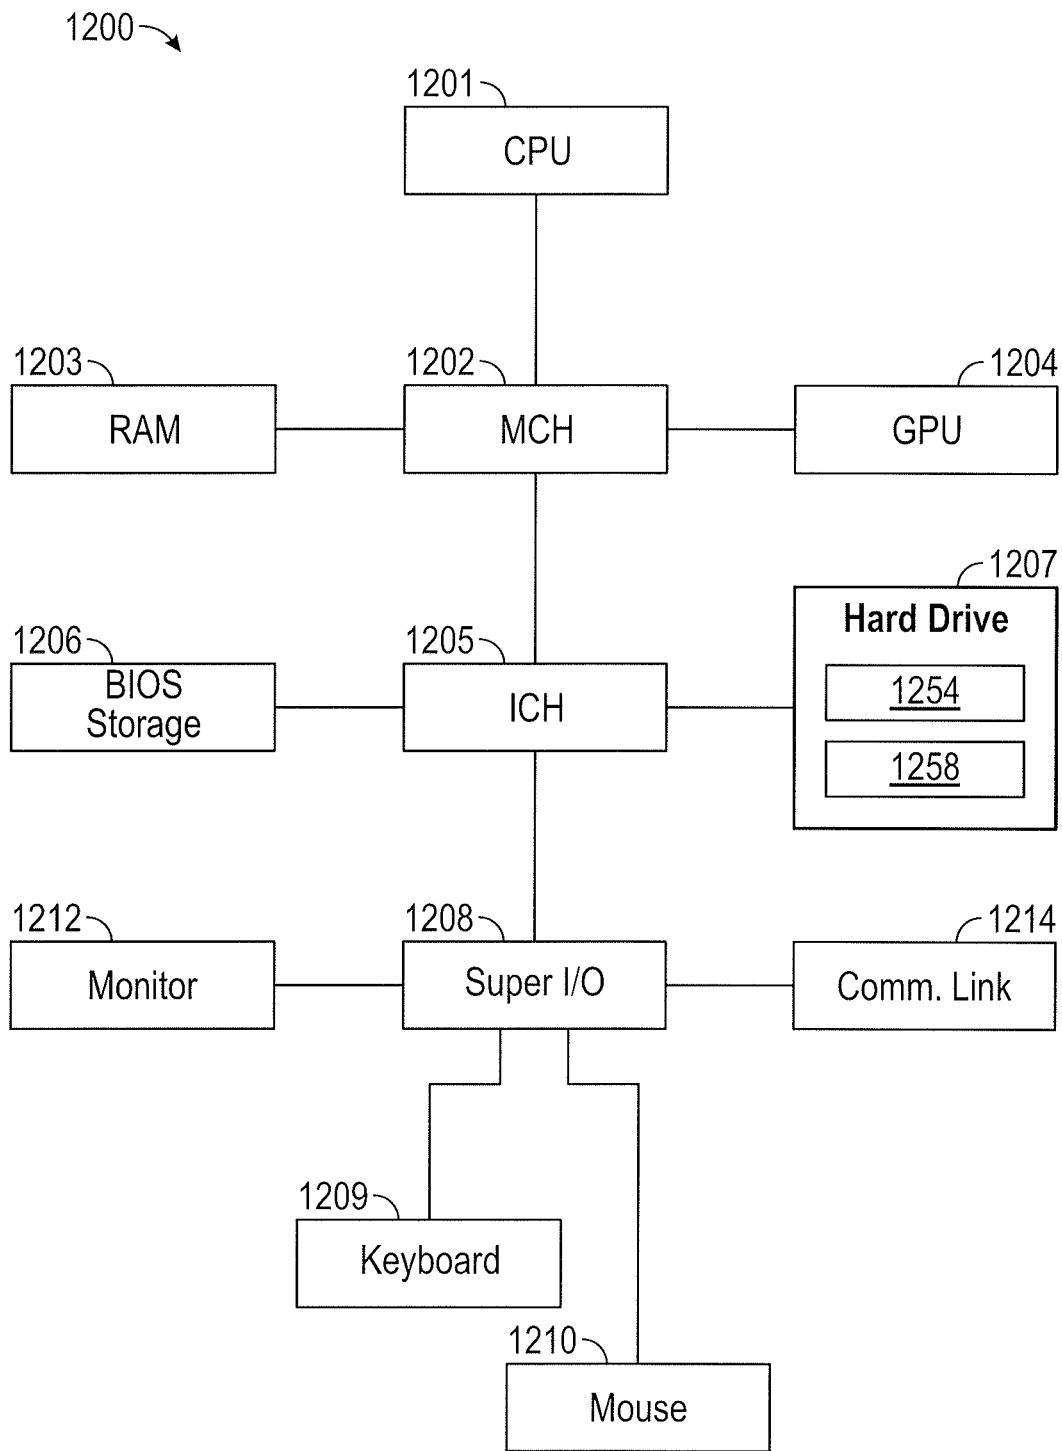 1200
1201
CPU
1203
RAM
1202
MCH
1204
GPU
1206
BIOS
Storage
1205
ICH
1207
Hard Drive
1254
1258
1212
Monitor
1208
Super I/O
1214
Comm. Link
1209
Keyboard
1210
Mouse